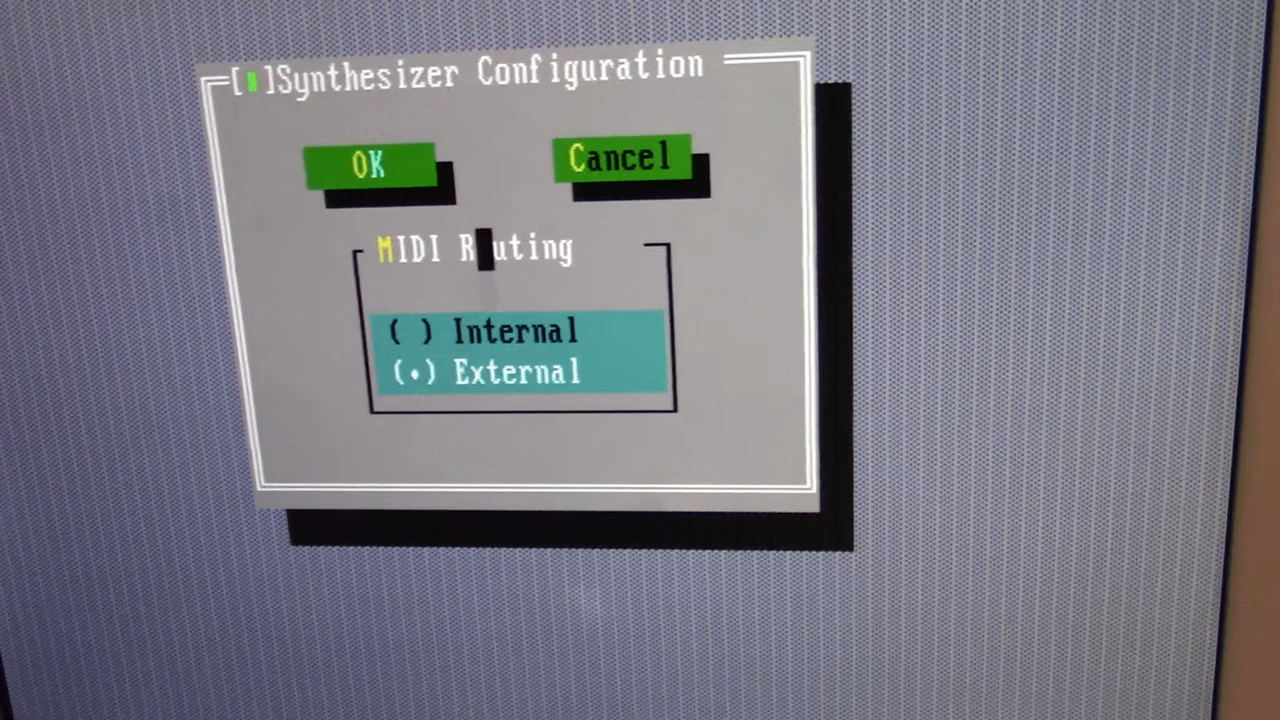 [▪]Synthesizer Configuration
OK Cancel
MIDI R uting
( ) Internal
(•) External